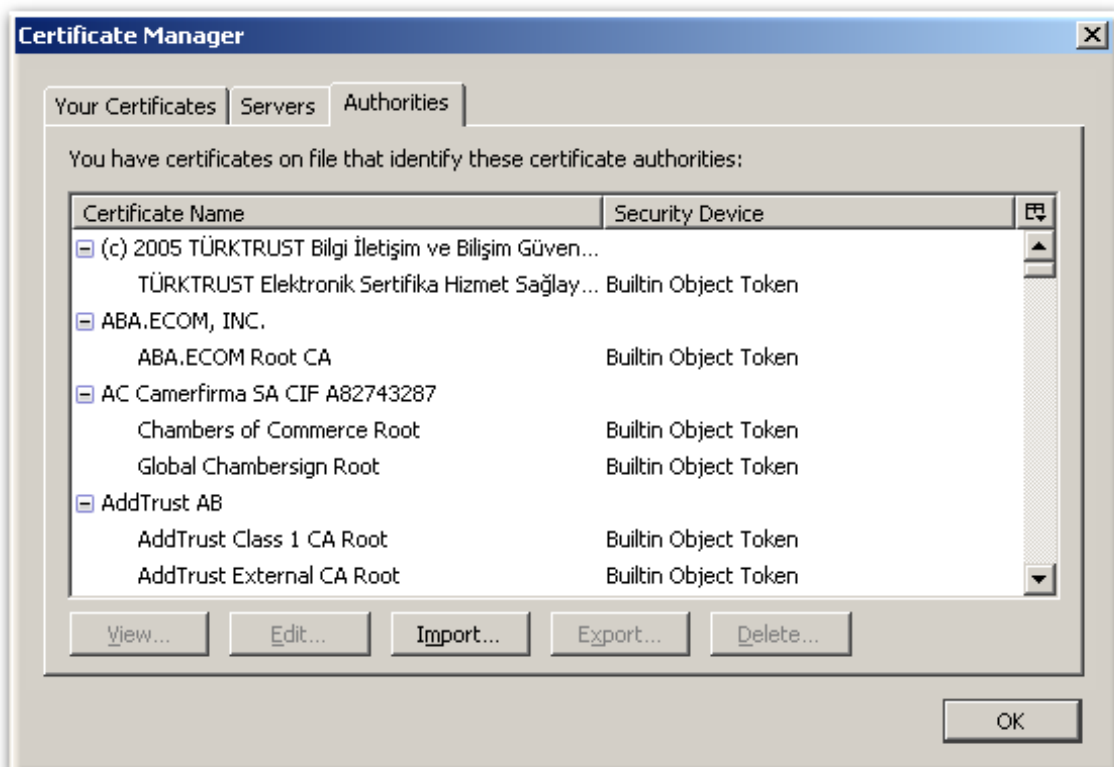 Certificate Manager
Your Certificates Servers Authorities
You have certificates on file that identify these certificate authorities:
Certificate Name Security Device
(c) 2005 TÜRKTRUST Bilgi İletişim ve Bilişim Güven...
TÜRKTRUST Elektronik Sertifika Hizmet Sağlay... Builtin Object Token
ABA.ECOM, INC.
ABA.ECOM Root CA Builtin Object Token
AC Camerfirma SA CIF A82743287
Chambers of Commerce Root Builtin Object Token
Global Chambersign Root Builtin Object Token
AddTrust AB
AddTrust Class 1 CA Root Builtin Object Token
AddTrust External CA Root Builtin Object Token
View... Edit... Import... Export... Delete...
OK